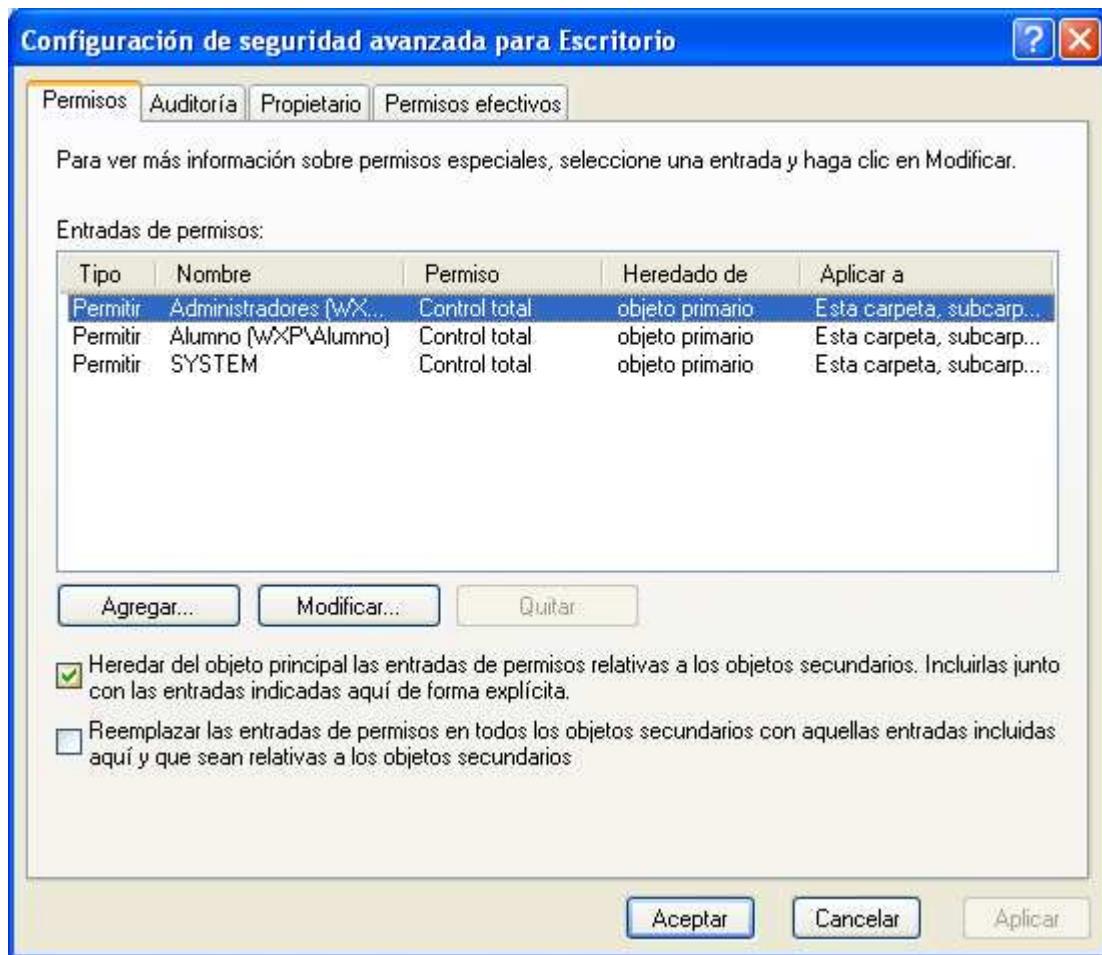 Configuración de seguridad avanzada para Escritorio
Permisos Auditoría Propietario Permisos efectivos
Para ver más información sobre permisos especiales, seleccione una entrada y haga clic en Modificar.
Entradas de permisos:
Tipo Nombre Permiso Heredado de Aplicar a
Permitir Administradores (WX... Control total objeto primario Esta carpeta, subcarp...
Permitir Alumno (WXP\Alumno) Control total objeto primario Esta carpeta, subcarp...
Permitir SYSTEM Control total objeto primario Esta carpeta, subcarp...
Agregar... Modificar... Quitar
Heredar del objeto principal las entradas de permisos relativas a los objetos secundarios. Incluirlas junto
con las entradas indicadas aquí de forma explícita.
Reemplazar las entradas de permisos en todos los objetos secundarios con aquellas entradas incluidas
aquí y que sean relativas a los objetos secundarios
Aceptar Cancelar Aplicar